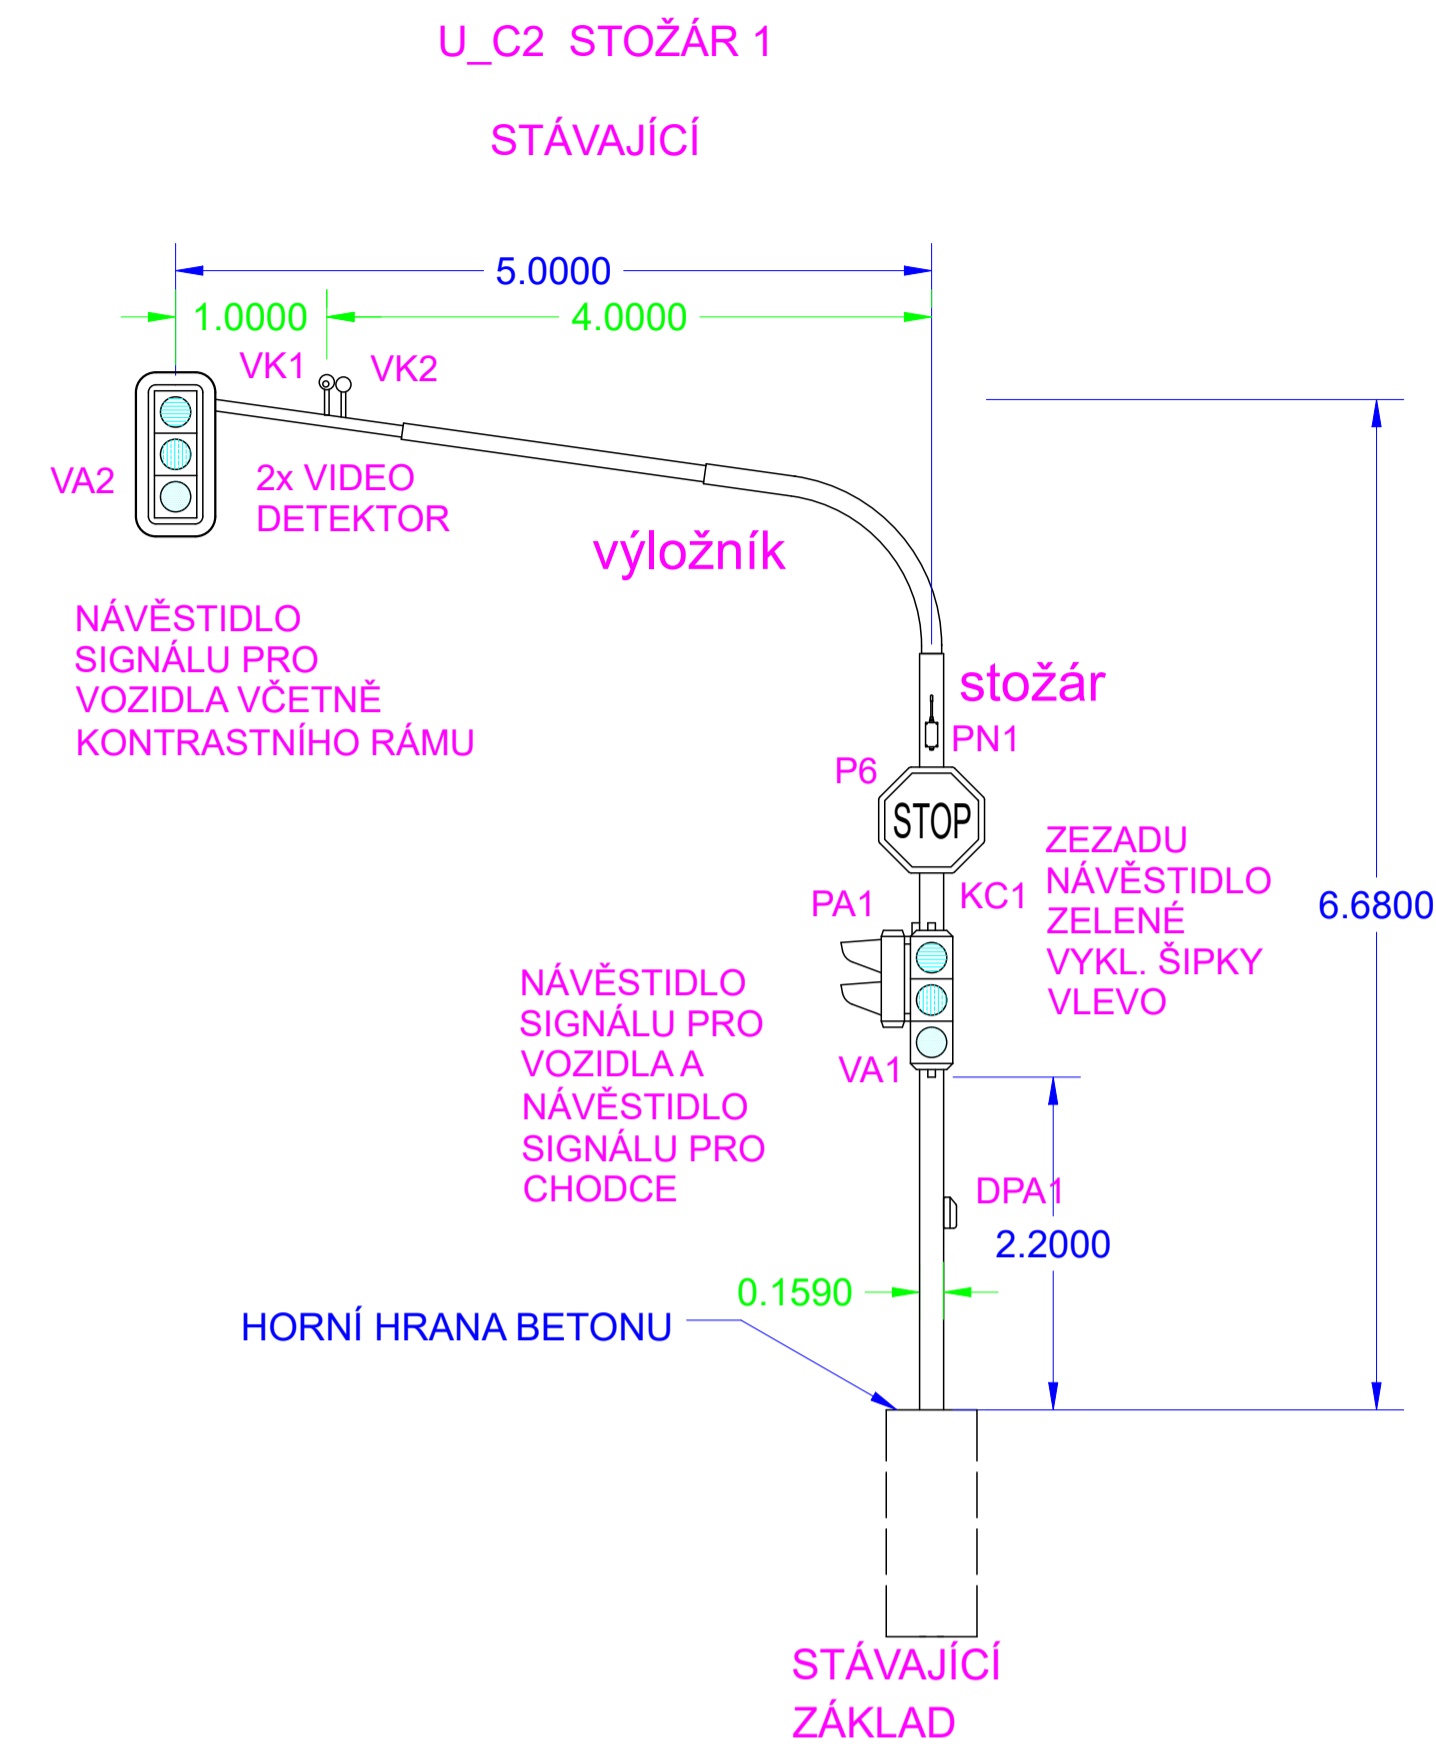 U_C2 STOŽÁR 1
STÁVAJÍCÍ
5.0000
1.0000
4.0000
VK1
VK2
VA2
2x VIDEO
DETEKTOR
výložník
NÁVĚSTIDLO
SIGNÁLU PRO
VOZIDLA VČETNĚ
KONTRASTNÍHO RÁMU
stožár
PN1
P6
STOP
ZEZADU
NÁVĚSTIDLO
ZELENÉ
VYKL. ŠIPKY
VLEVO
PA1
KC1
6.6800
NÁVĚSTIDLO
SIGNÁLU PRO
VOZIDLA A
NÁVĚSTIDLO
SIGNÁLU PRO
CHODCE
VA1
DPA1
2.2000
0.1590
HORNÍ HRANA BETONU
STÁVAJÍCÍ
ZÁKLAD